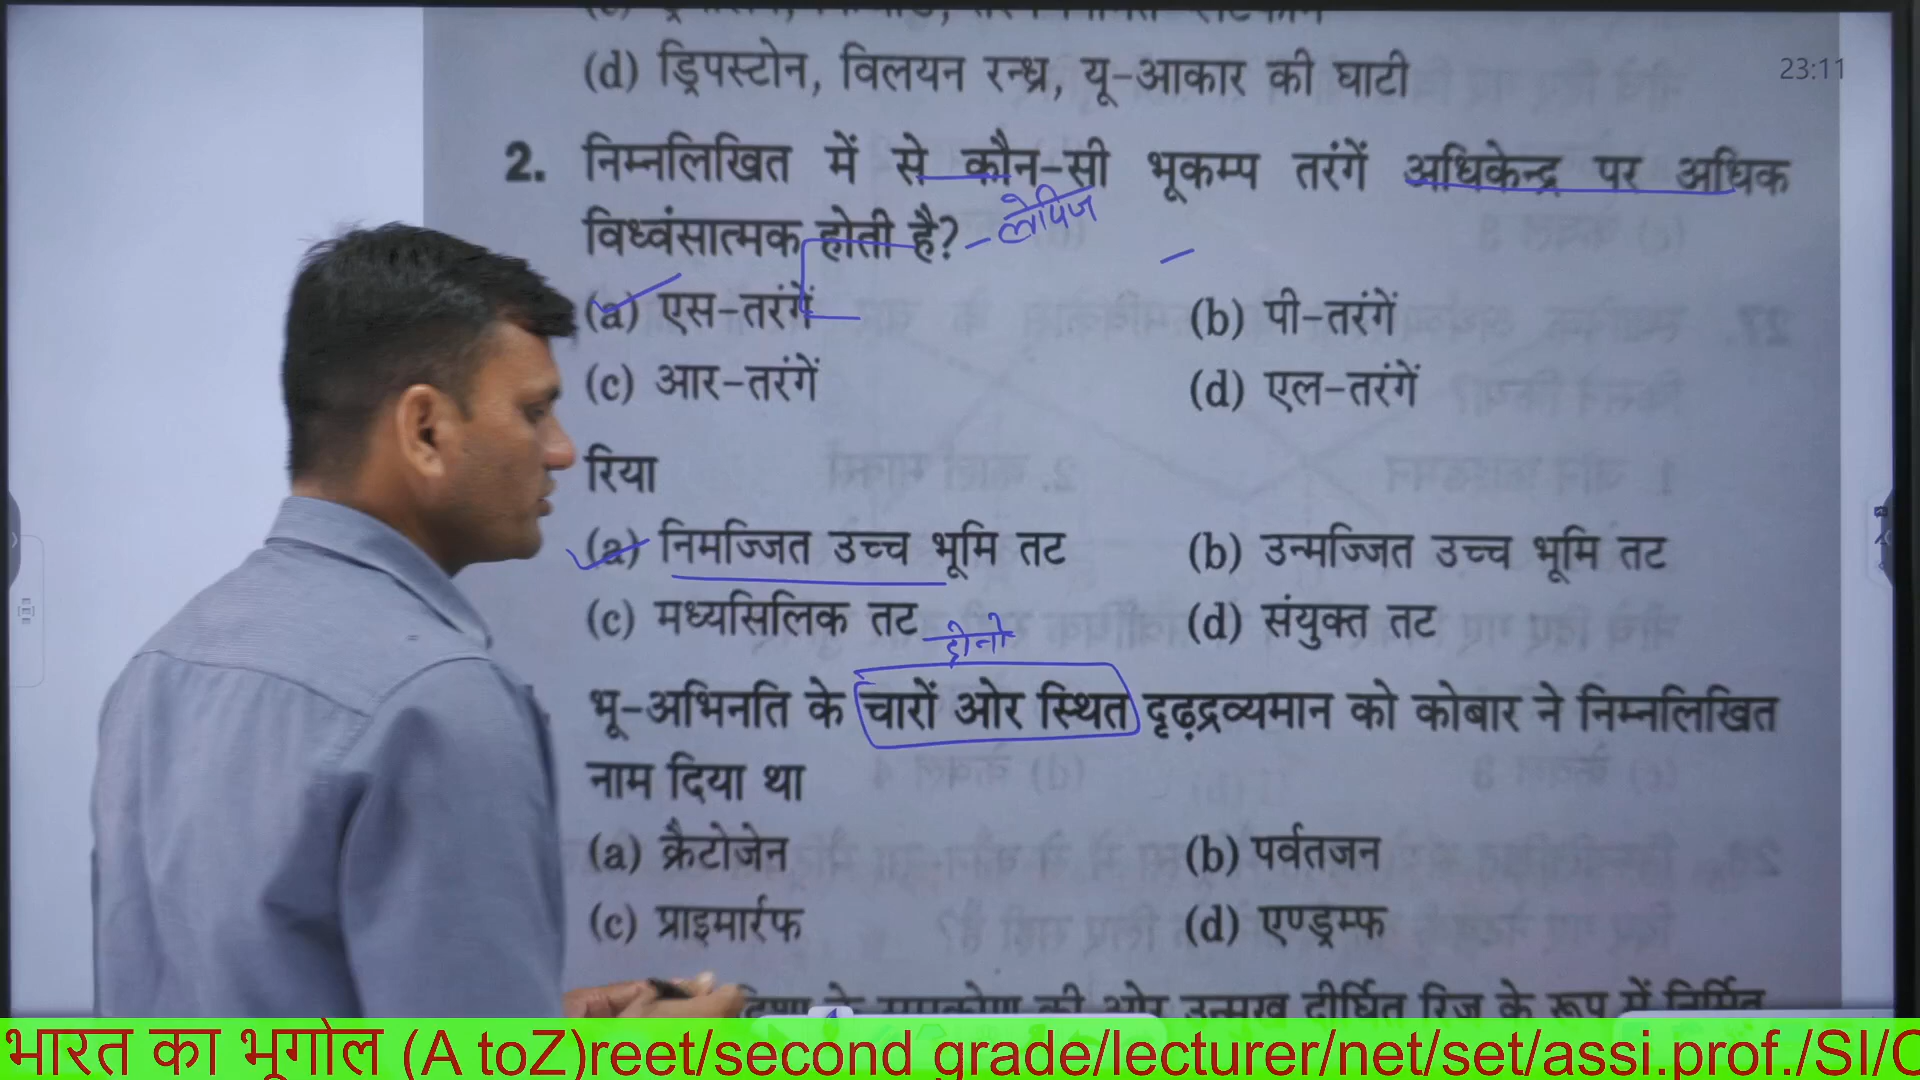 (d) ड्रिपस्टोन, विलयन रन्ध्र, यू-आकार की घाटी
23:11
2. निम्नलिखित में से कौन-सी भूकम्प तरंगें अधिकेन्द्र पर अधिक
विध्वंसात्मक होती है?
(a) एस-तरंगें (b) पी-तरंगें
(c) आर-तरंगें (d) एल-तरंगें
रिया
(a) निमज्जित उच्च भूमि तट (b) उन्मज्जित उच्च भूमि तट
(c) मध्यसिलिक तट (d) संयुक्त तट
भू-अभिनति के चारों ओर स्थित दृढ़द्रव्यमान को कोबार ने निम्नलिखित
नाम दिया था
(a) क्रैटोजेन (b) पर्वतजन
(c) प्राइमार्रफ (d) एण्ड्रम्फ
भारत का भूगोल (A toZ)reet/second grade/lecturer/net/set/assi.prof./SI/